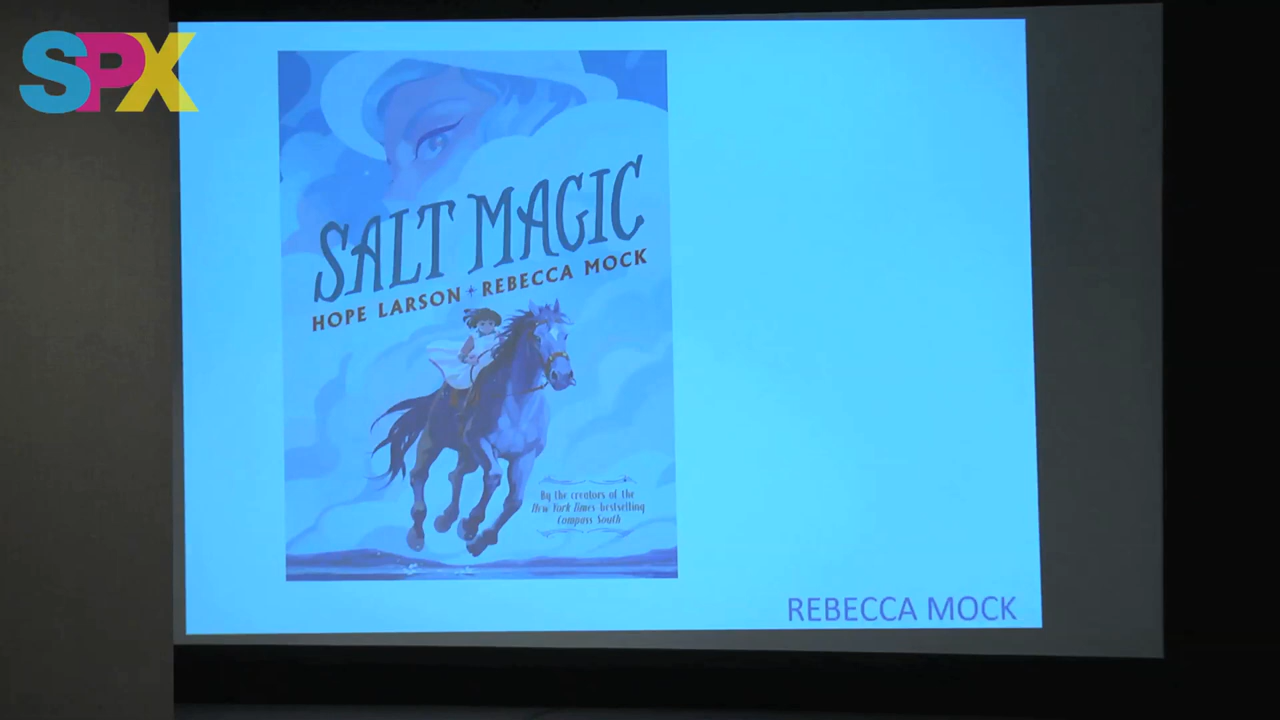 SPX
SALT MAGIC
HOPE LARSON + REBECCA MOCK
By the creators of the
New York Times-bestselling
Compass South
REBECCA MOCK